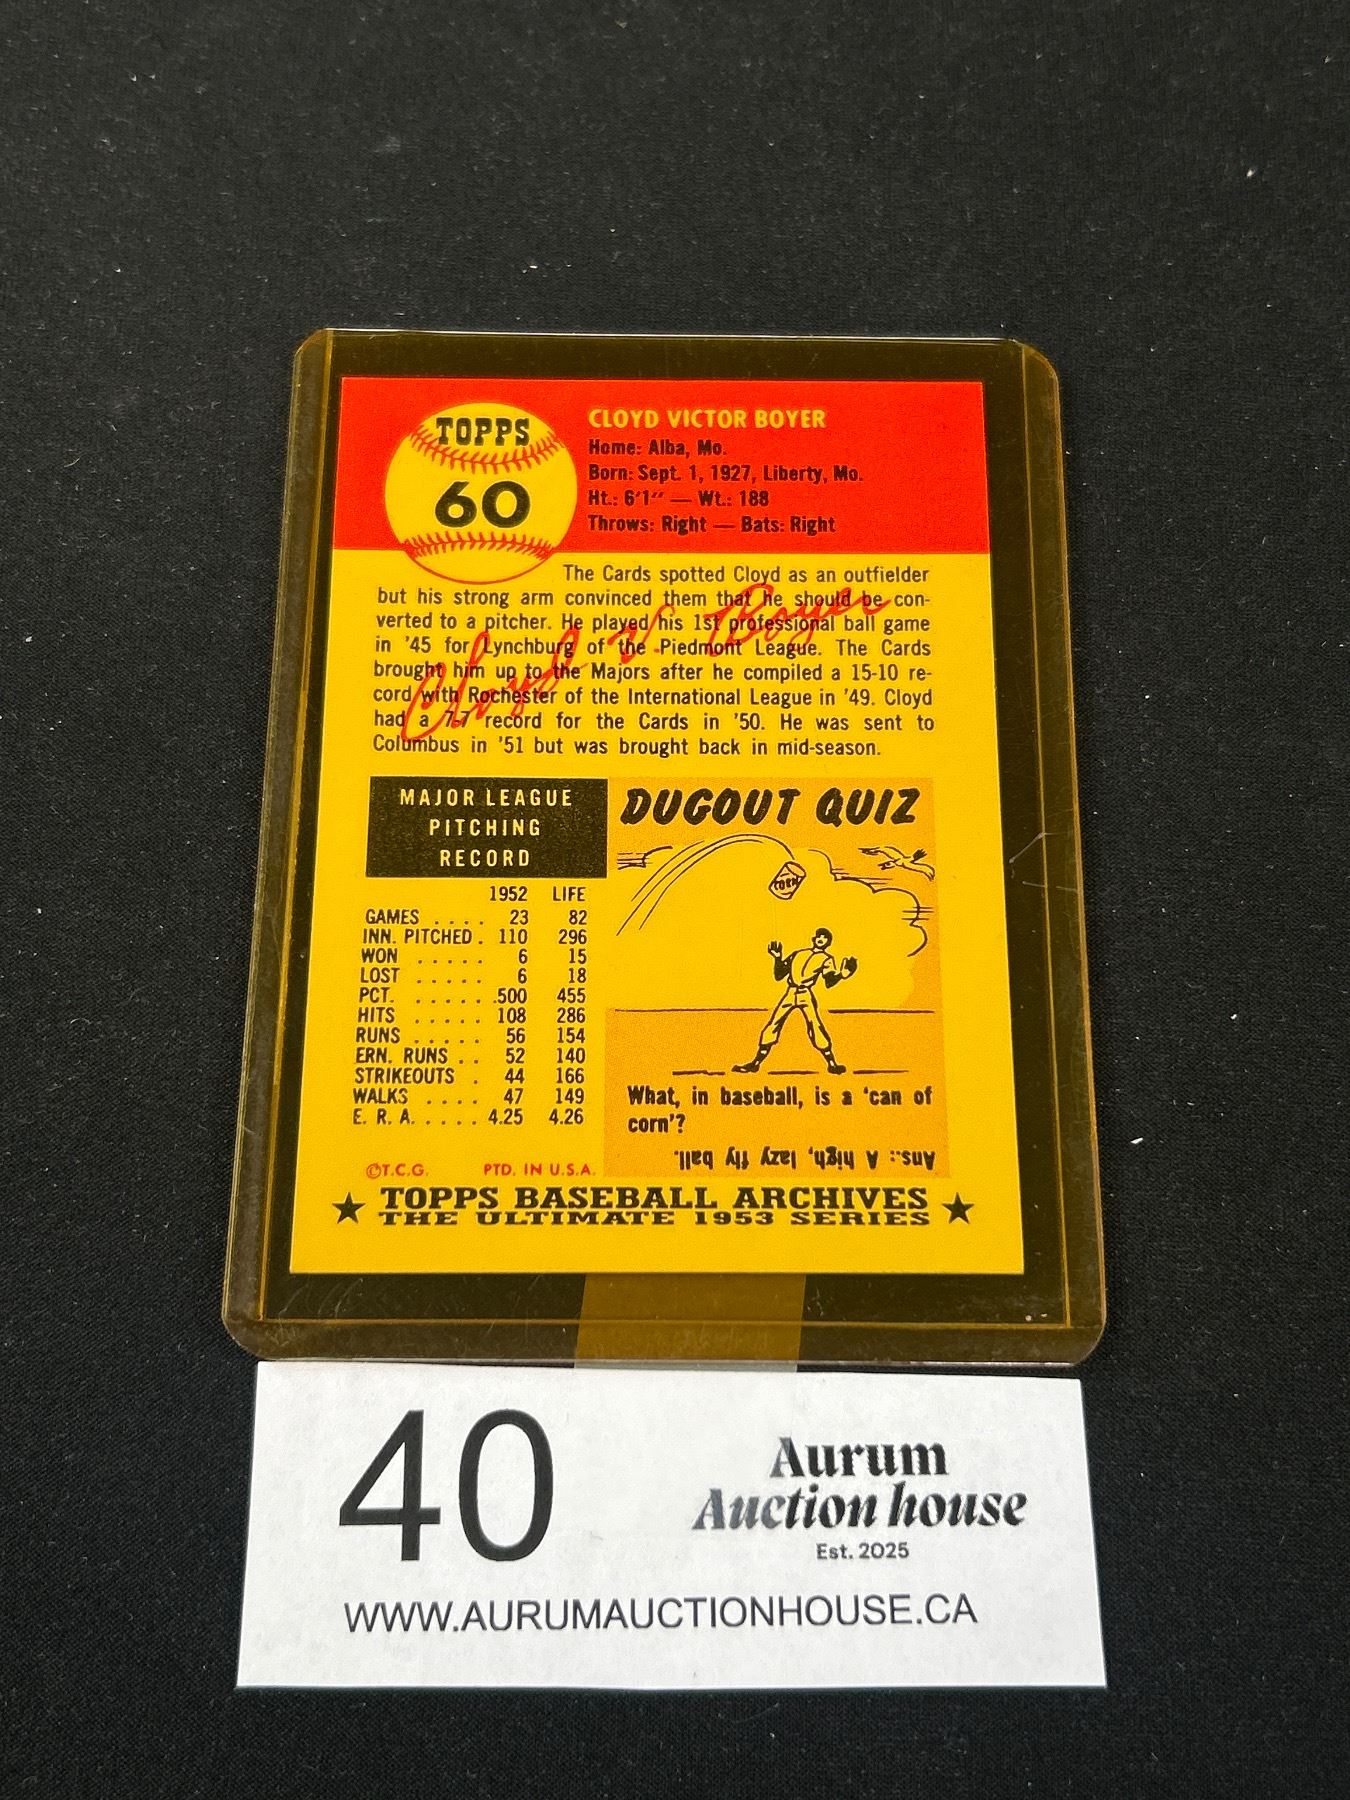 TOPPS
60
CLOYD VICTOR BOYER
Home: Alba, Mo.
Born: Sept. 1, 1927, Liberty, Mo.
Ht.: 6'1" — Wt.: 188
Throws: Right — Bats: Right
The Cards spotted Cloyd as an outfielder
but his strong arm convinced them that he should be con-
verted to a pitcher. He played his 1st professional ball game
in '45 for Lynchburg of the Piedmont League. The Cards
brought him up to the Majors after he compiled a 15-10 re-
cord with Rochester of the International League in '49. Cloyd
had a 7-7 record for the Cards in '50. He was sent to
Columbus in '51 but was brought back in mid-season.
Cloyd V. Boyer
MAJOR LEAGUE
PITCHING
RECORD
1952 LIFE
GAMES . . . . 23 82
INN. PITCHED . 110 296
WON . . . . . 6 15
LOST . . . . . 6 18
PCT. . . . . . .500 455
HITS . . . . . 108 286
RUNS . . . . . 56 154
ERN. RUNS . . 52 140
STRIKEOUTS . 44 166
WALKS . . . . 47 149
E. R. A. . . . . 4.25 4.26
©T.C.G. PTD. IN U.S.A.
DUGOUT QUIZ
CORN
What, in baseball, is a 'can of
corn'?
Ans.: A high, lazy fly ball.
★ TOPPS BASEBALL ARCHIVES ★
THE ULTIMATE 1953 SERIES
40
Aurum
Auction house
Est. 2025
WWW.AURUMAUCTIONHOUSE.CA